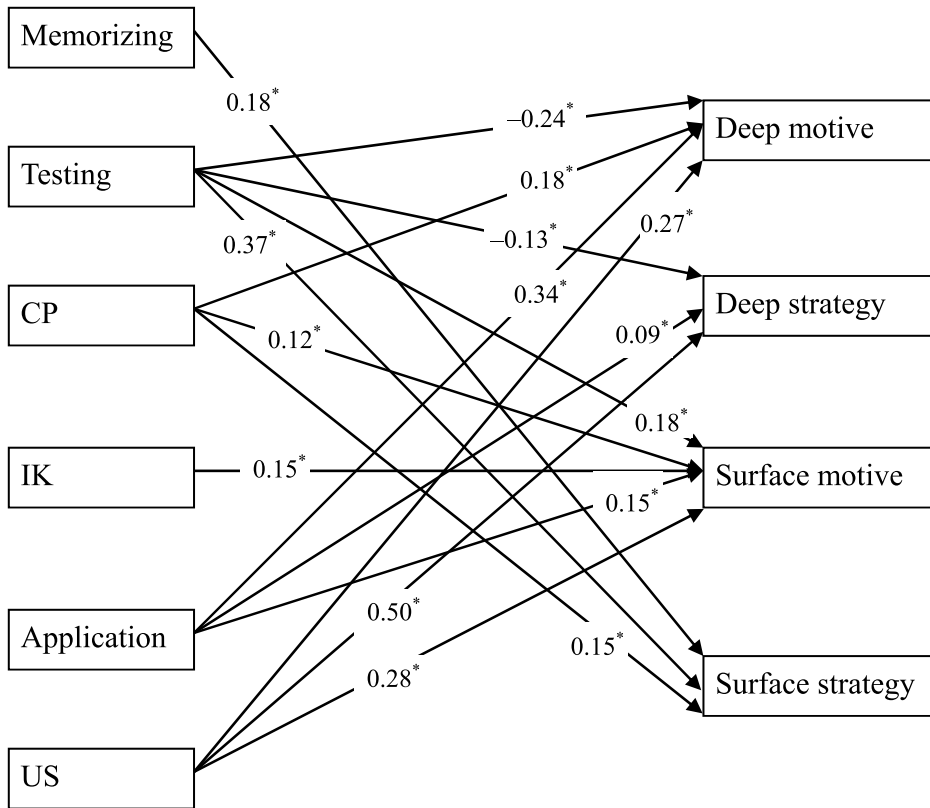 Memorizing
0.18*
Deep motive
–0.24*
Testing
0.18*
0.27*
0.37*
–0.13*
Deep strategy
CP
0.34*
0.12*
0.09*
0.18*
Surface motive
IK
0.15*
0.15*
Application
0.50*
0.15*
0.28*
Surface strategy
US